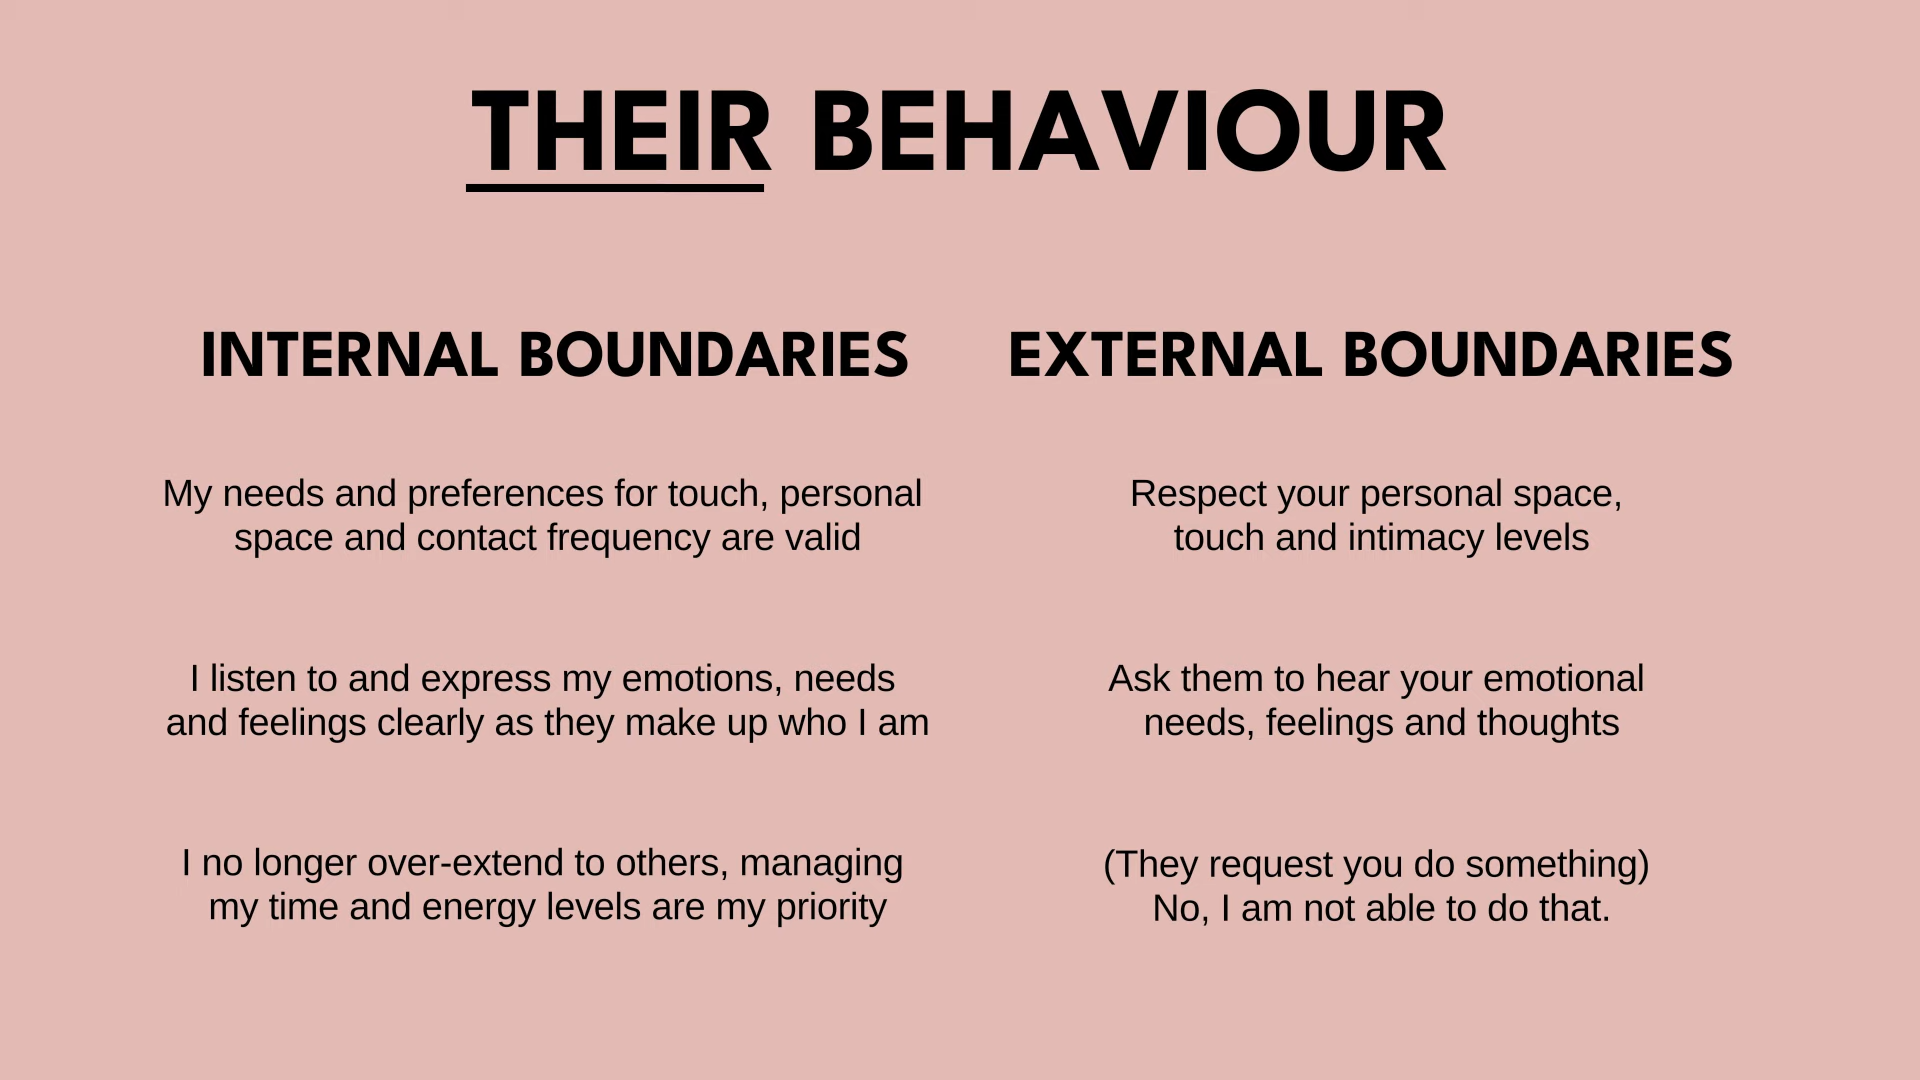 THEIR BEHAVIOUR
INTERNAL BOUNDARIES
My needs and preferences for touch, personal
space and contact frequency are valid
I listen to and express my emotions, needs
and feelings clearly as they make up who I am
I no longer over-extend to others, managing
my time and energy levels are my priority
EXTERNAL BOUNDARIES
Respect your personal space,
touch and intimacy levels
Ask them to hear your emotional
needs, feelings and thoughts
(They request you do something)
No, I am not able to do that.